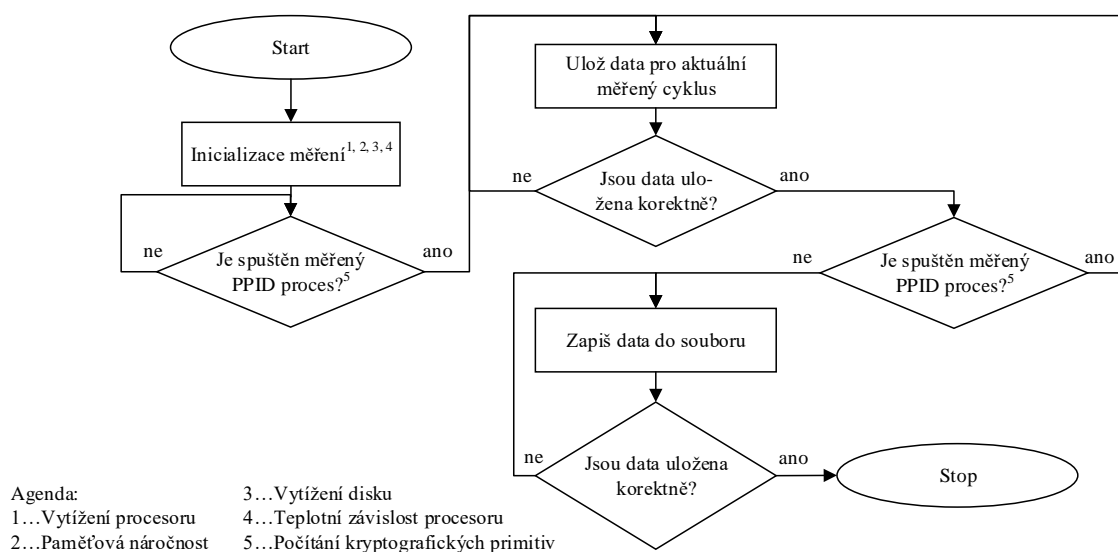 Start
Inicializace měření1, 2, 3, 4
ne
Je spuštěn měřený
PPID proces?5
ano
Ulož data pro aktuální
měřený cyklus
ne
Jsou data ulo-
žena korektně?
ano
ne
Je spuštěn měřený
PPID proces?5
ano
Zapiš data do souboru
ne
Jsou data uložena
korektně?
ano
Stop
Agenda:
1…Vytížení procesoru
2…Paměťová náročnost
3…Vytížení disku
4…Teplotní závislost procesoru
5…Počítání kryptografických primitiv